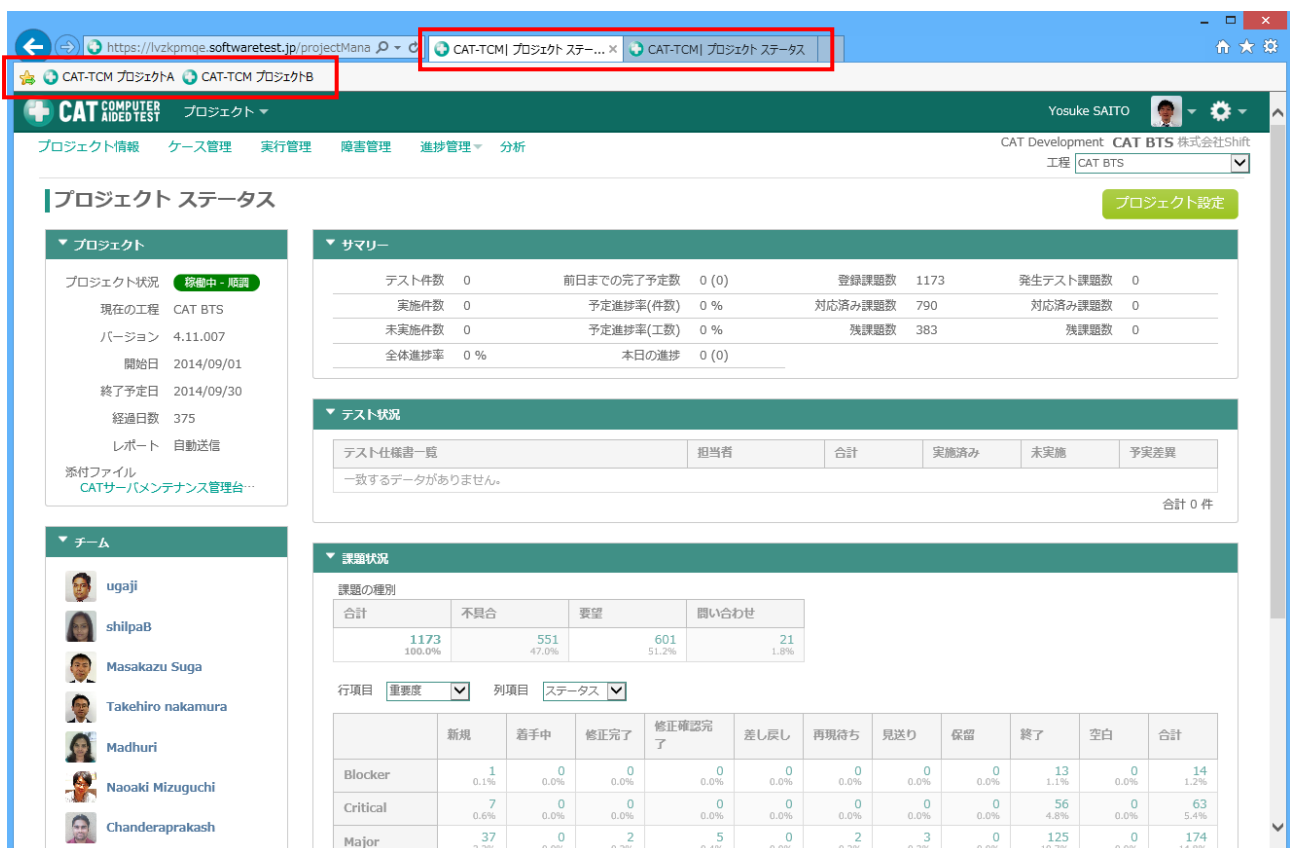 https://lvzkpmqe.softwaretest.jp/projectMana
CAT-TCM| プロジェクト ステー... ×
CAT-TCM| プロジェクト ステータス
CAT-TCM プロジェクトA CAT-TCM プロジェクトB
CAT COMPUTER AIDED TEST プロジェクト Yosuke SAITO
プロジェクト情報 ケース管理 実行管理 障害管理 進捗管理 分析
CAT Development CAT BTS 株式会社Shift
工程 CAT BTS
プロジェクト ステータス
プロジェクト設定
プロジェクト
プロジェクト状況 稼働中 - 順調
現在の工程 CAT BTS
バージョン 4.11.007
開始日 2014/09/01
終了予定日 2014/09/30
経過日数 375
レポート 自動送信
添付ファイル
CATサーバメンテナンス管理台…
チーム
ugaji
shilpaB
Masakazu Suga
Takehiro nakamura
Madhuri
Naoaki Mizuguchi
Chanderaprakash
サマリー
テスト件数 0 前日までの完了予定数 0 (0) 登録課題数 1173 発生テスト課題数 0
実施件数 0 予定進捗率(件数) 0 % 対応済み課題数 790 対応済み課題数 0
未実施件数 0 予定進捗率(工数) 0 % 残課題数 383 残課題数 0
全体進捗率 0 % 本日の進捗 0 (0)
テスト状況
テスト仕様書一覧 担当者 合計 実施済み 未実施 予実差異
一致するデータがありません。
合計 0 件
課題状況
課題の種別
合計 不具合 要望 問い合わせ
1173 551 601 21
100.0% 47.0% 51.2% 1.8%
行項目 重要度 列項目 ステータス
新規 着手中 修正完了 修正確認完了 差し戻し 再現待ち 見送り 保留 終了 空白 合計
Blocker 1 0 0 0 0 0 0 0 13 0 14
0.1% 0.0% 0.0% 0.0% 0.0% 0.0% 0.0% 0.0% 1.1% 0.0% 1.2%
Critical 7 0 0 0 0 0 0 0 56 0 63
0.6% 0.0% 0.0% 0.0% 0.0% 0.0% 0.0% 0.0% 4.8% 0.0% 5.4%
Major 37 0 2 5 0 2 3 0 125 0 174